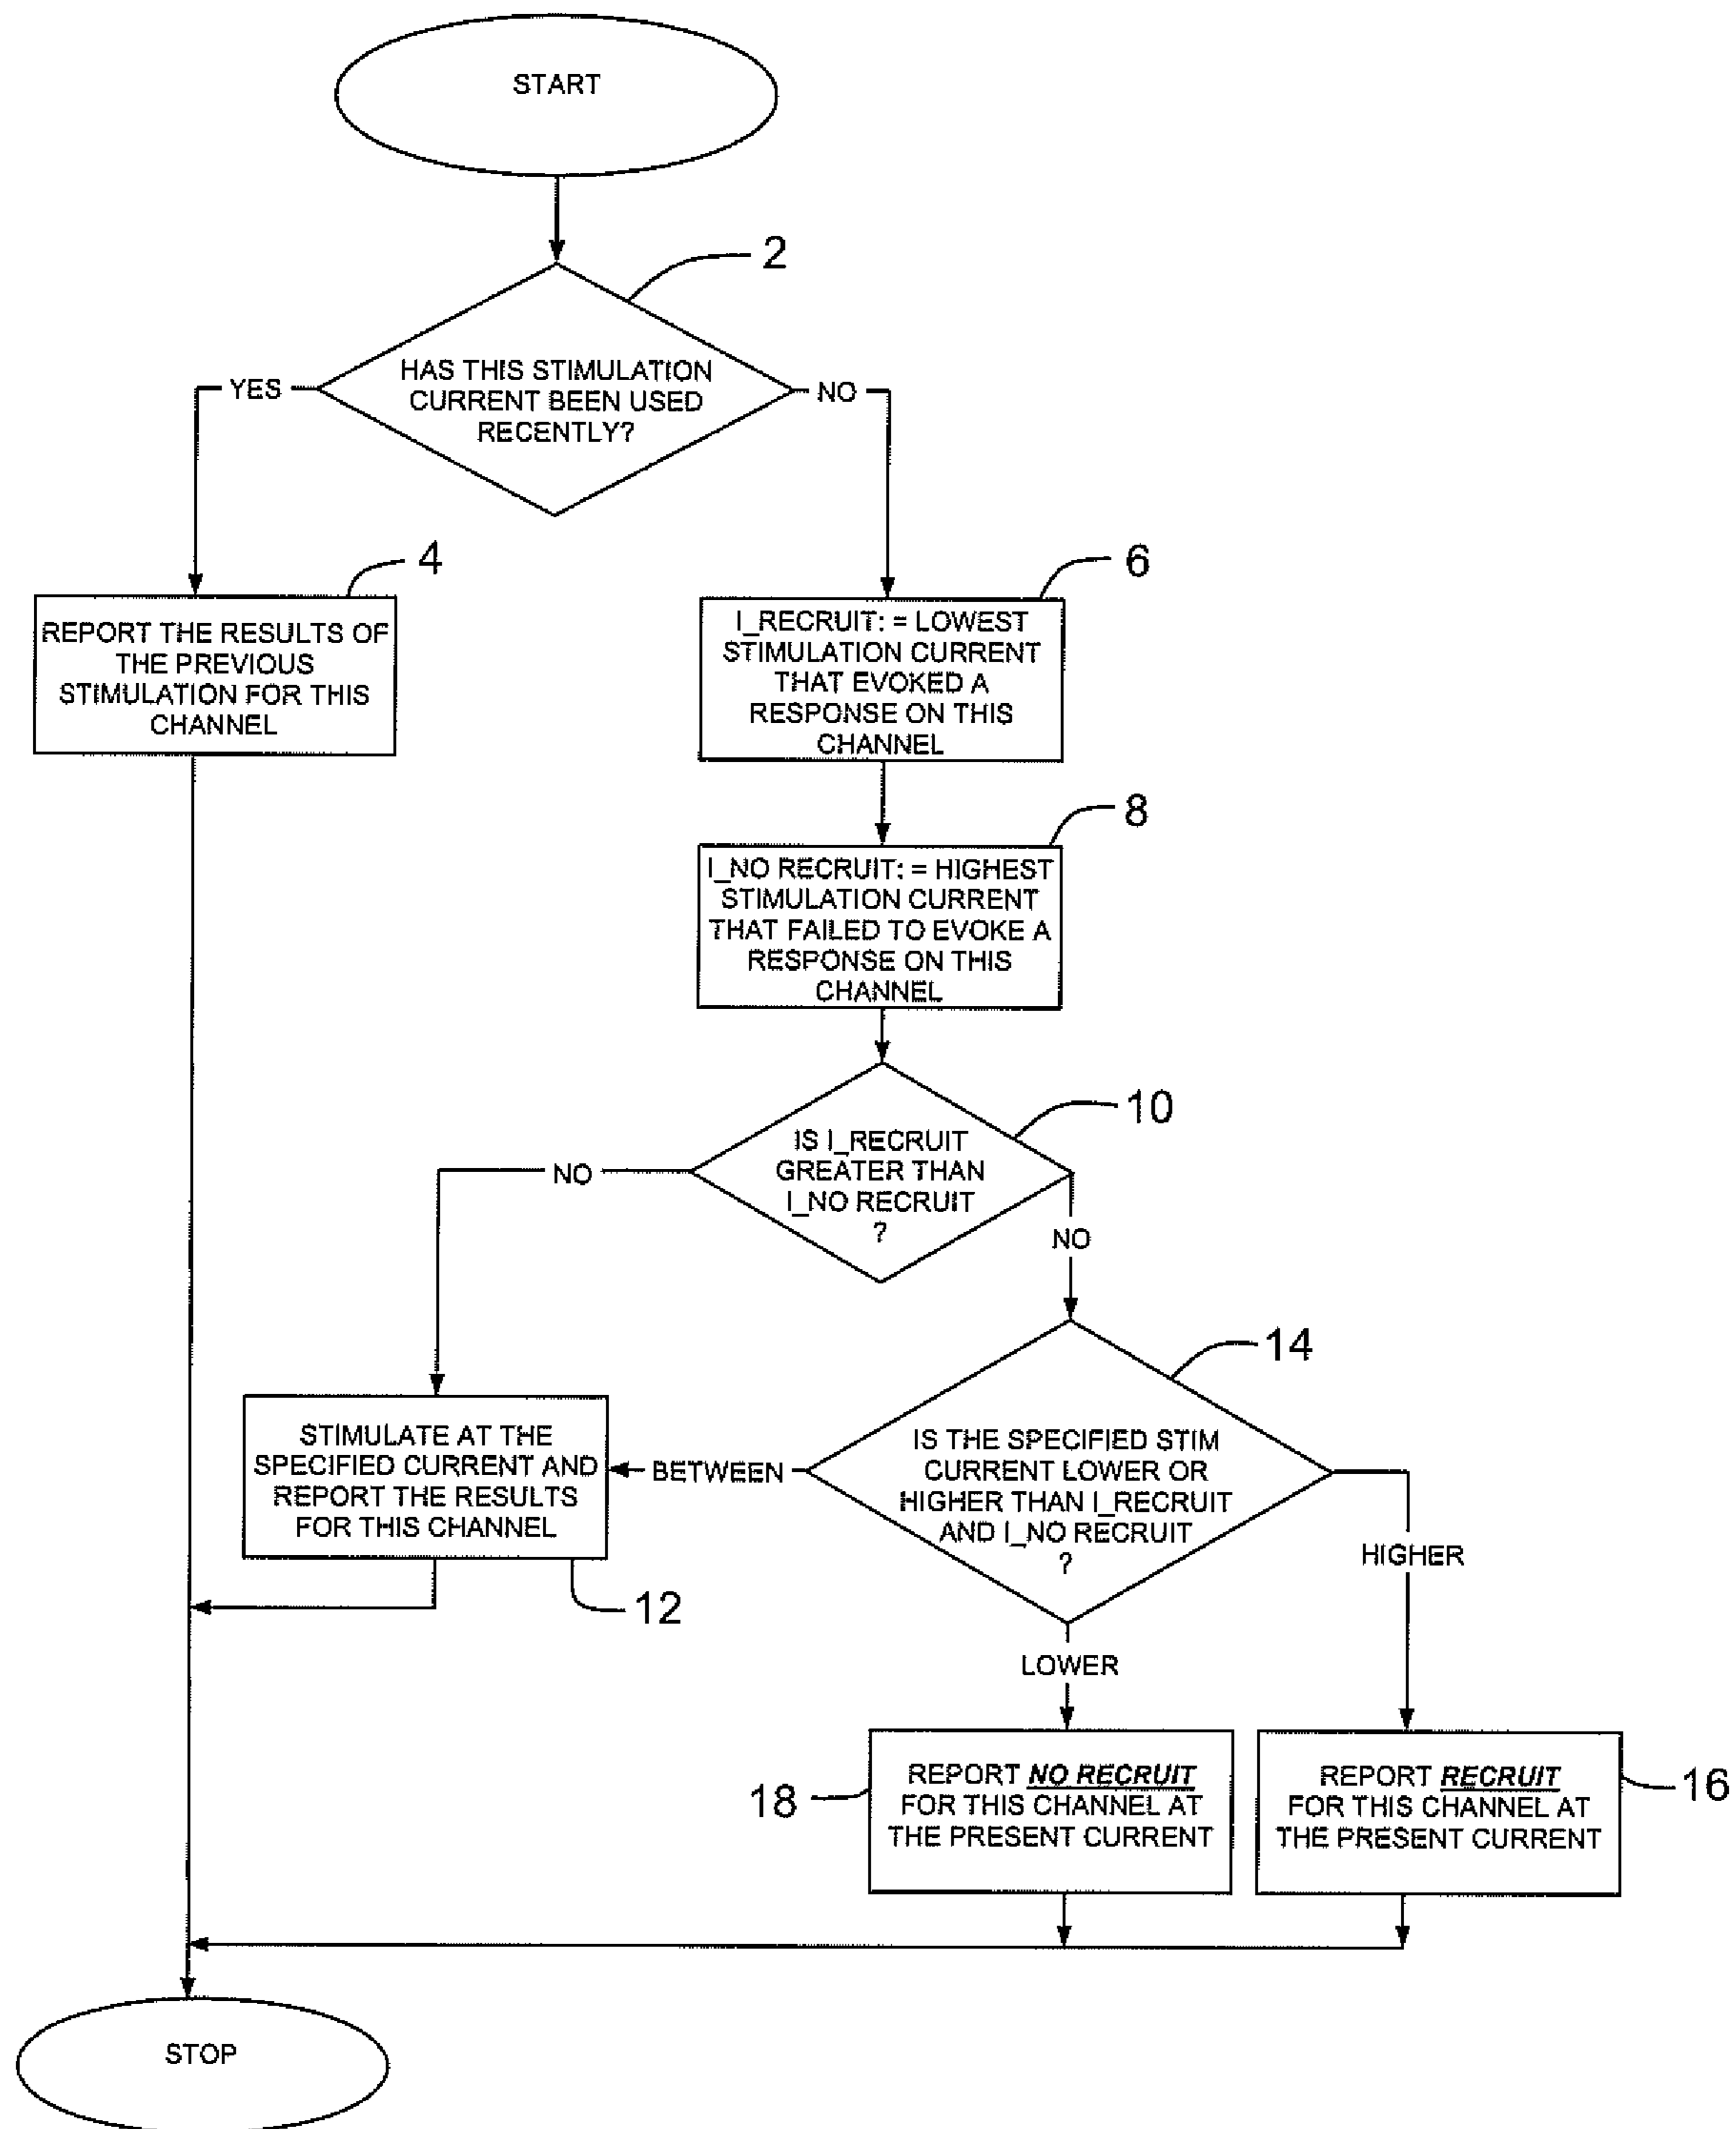 START
2
HAS THIS STIMULATION
CURRENT BEEN USED
RECENTLY?
YES
NO
4
REPORT THE RESULTS OF
THE PREVIOUS
STIMULATION FOR THIS
CHANNEL
6
I_RECRUIT: = LOWEST
STIMULATION CURRENT
THAT EVOKED A
RESPONSE ON THIS
CHANNEL
8
I_NO RECRUIT: = HIGHEST
STIMULATION CURRENT
THAT FAILED TO EVOKE A
RESPONSE ON THIS
CHANNEL
10
IS I_RECRUIT
GREATER THAN
I_NO RECRUIT
?
NO
NO
14
IS THE SPECIFIED STIM
CURRENT LOWER OR
HIGHER THAN I_RECRUIT
AND I_NO RECRUIT
?
BETWEEN
STIMULATE AT THE
SPECIFIED CURRENT AND
REPORT THE RESULTS
FOR THIS CHANNEL
12
HIGHER
LOWER
18
REPORT NO RECRUIT
FOR THIS CHANNEL AT
THE PRESENT CURRENT
REPORT RECRUIT
FOR THIS CHANNEL AT
THE PRESENT CURRENT
16
STOP